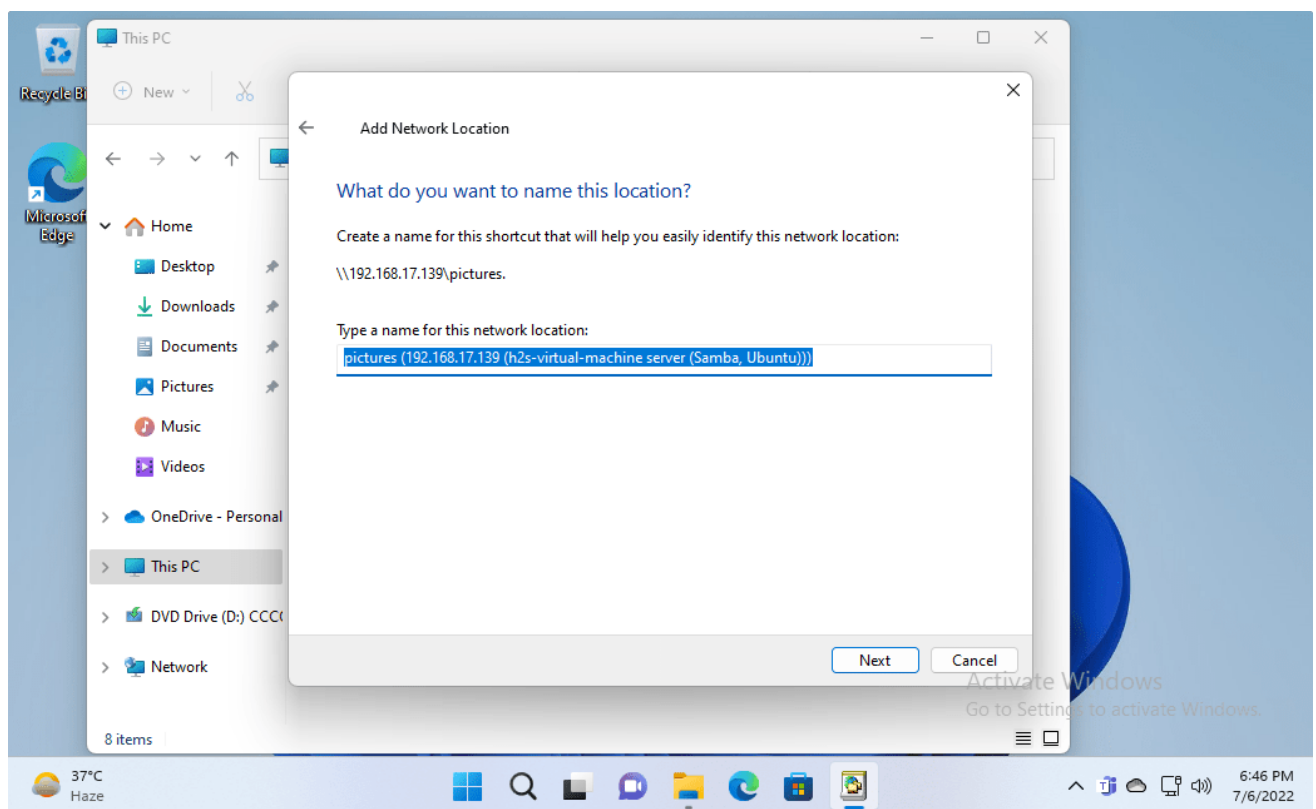 Recycle Bi
Microsof
Edge
This PC
New
Home
Desktop
Downloads
Documents
Pictures
Music
Videos
OneDrive - Personal
This PC
DVD Drive (D:) CCC
Network
8 items
Add Network Location
What do you want to name this location?
Create a name for this shortcut that will help you easily identify this network location:
\\192.168.17.139\pictures.
Type a name for this network location:
pictures (192.168.17.139 (h2s-virtual-machine server (Samba, Ubuntu)))
Next
Cancel
Activate Windows
Go to Settings to activate Windows.
37°C
Haze
6:46 PM
7/6/2022